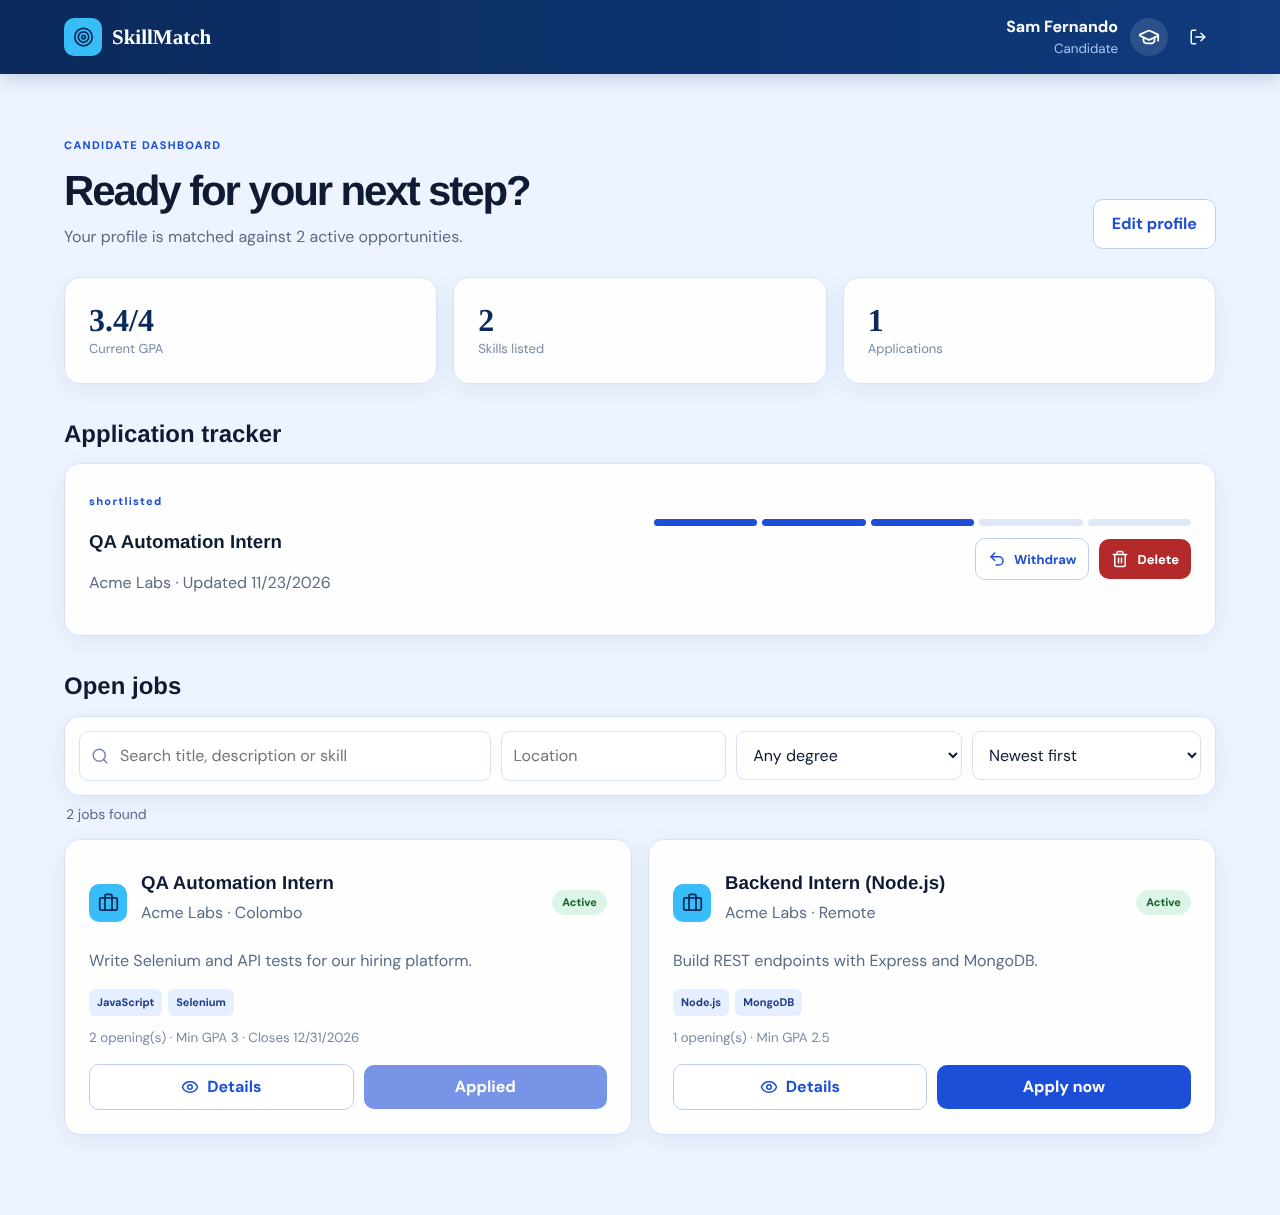 SkillMatch
Sam Fernando
Candidate
CANDIDATE DASHBOARD
Ready for your next step?
Your profile is matched against 2 active opportunities.
Edit profile
3.4/4
Current GPA
2
Skills listed
1
Applications
Application tracker
shortlisted
QA Automation Intern
Acme Labs · Updated 11/23/2026
Withdraw
Delete
Open jobs
Search title, description or skill
Location
Any degree
Newest first
2 jobs found
QA Automation Intern
Acme Labs · Colombo
Active
Write Selenium and API tests for our hiring platform.
JavaScript
Selenium
2 opening(s) · Min GPA 3 · Closes 12/31/2026
Details
Applied
Backend Intern (Node.js)
Acme Labs · Remote
Active
Build REST endpoints with Express and MongoDB.
Node.js
MongoDB
1 opening(s) · Min GPA 2.5
Details
Apply now